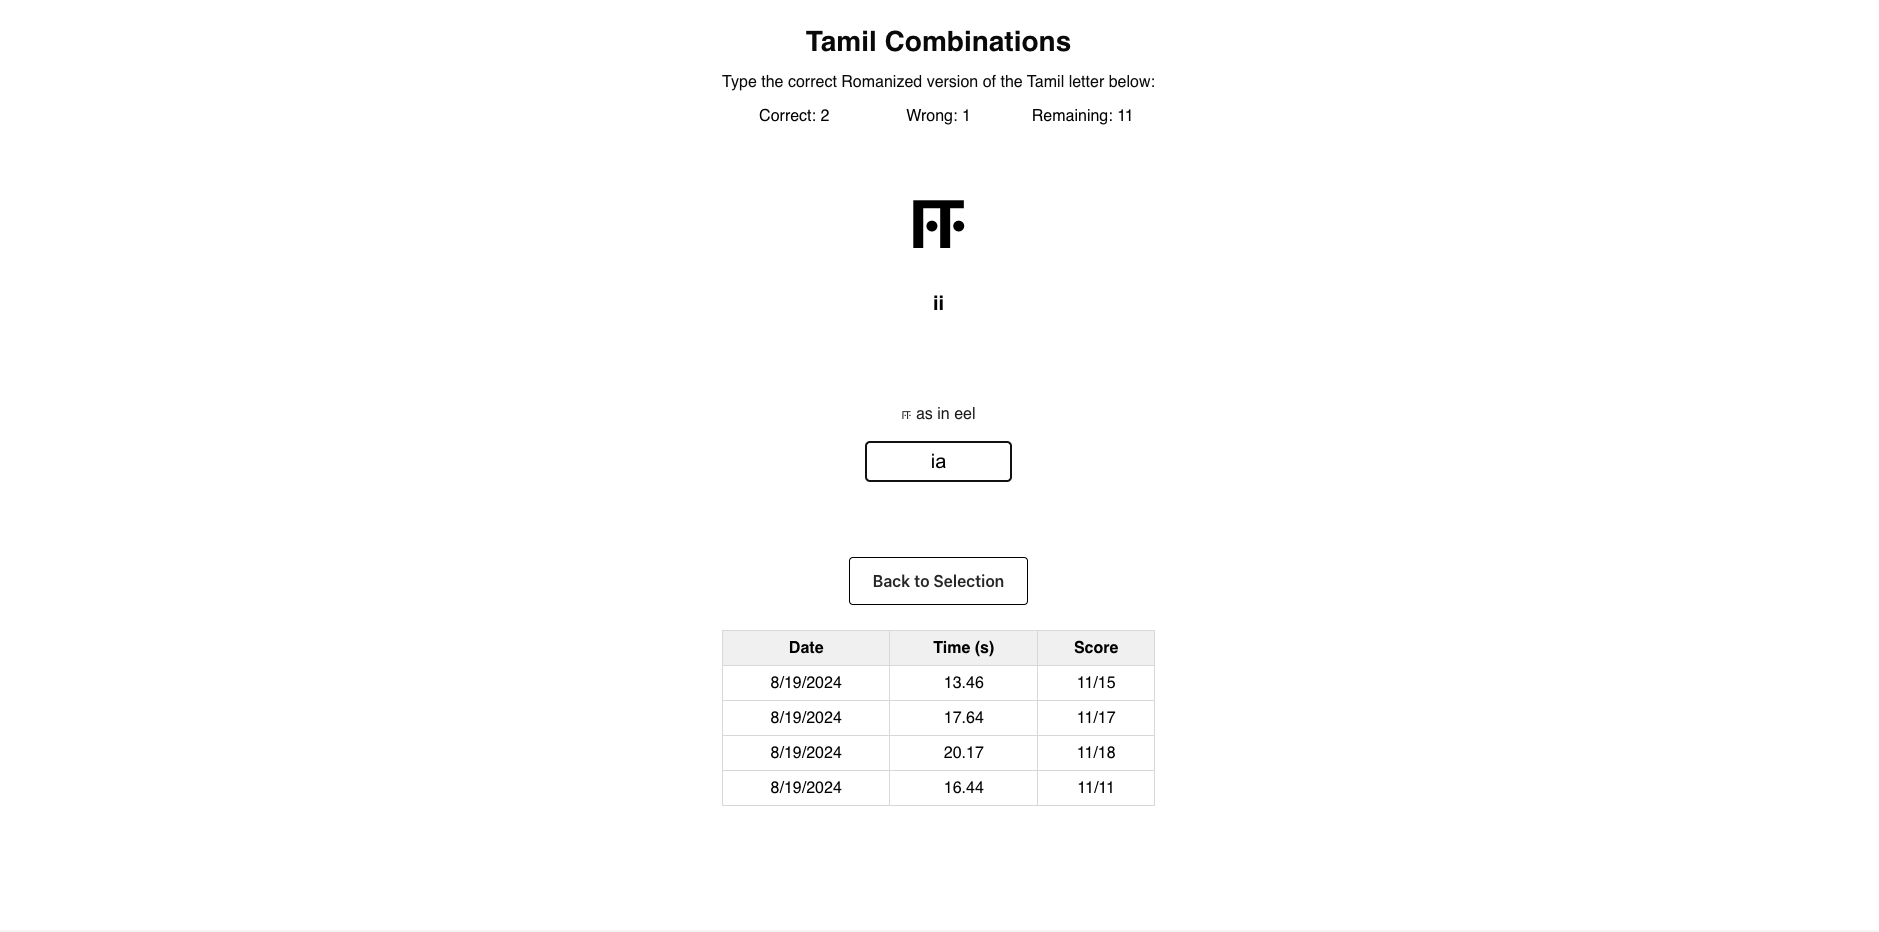 Tamil Combinations
Type the correct Romanized version of the Tamil letter below:
Correct: 2 Wrong: 1 Remaining: 11
ஈ
ii
ஈ as in eel
ia
Back to Selection
Date Time (s) Score
8/19/2024 13.46 11/15
8/19/2024 17.64 11/17
8/19/2024 20.17 11/18
8/19/2024 16.44 11/11